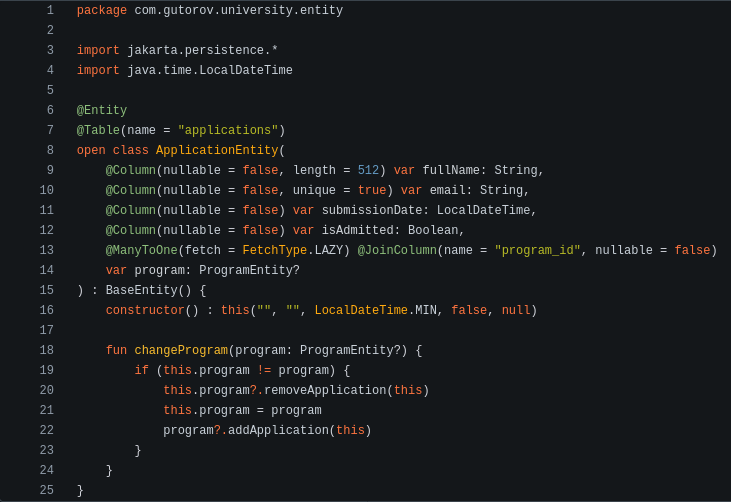 1 package com.gutorov.university.entity
2
3 import jakarta.persistence.*
4 import java.time.LocalDateTime
5
6 @Entity
7 @Table(name = "applications")
8 open class ApplicationEntity(
9     @Column(nullable = false, length = 512) var fullName: String,
10     @Column(nullable = false, unique = true) var email: String,
11     @Column(nullable = false) var submissionDate: LocalDateTime,
12     @Column(nullable = false) var isAdmitted: Boolean,
13     @ManyToOne(fetch = FetchType.LAZY) @JoinColumn(name = "program_id", nullable = false)
14     var program: ProgramEntity?
15 ) : BaseEntity() {
16     constructor() : this("", "", LocalDateTime.MIN, false, null)
17
18     fun changeProgram(program: ProgramEntity?) {
19         if (this.program != program) {
20             this.program?.removeApplication(this)
21             this.program = program
22             program?.addApplication(this)
23         }
24     }
25 }